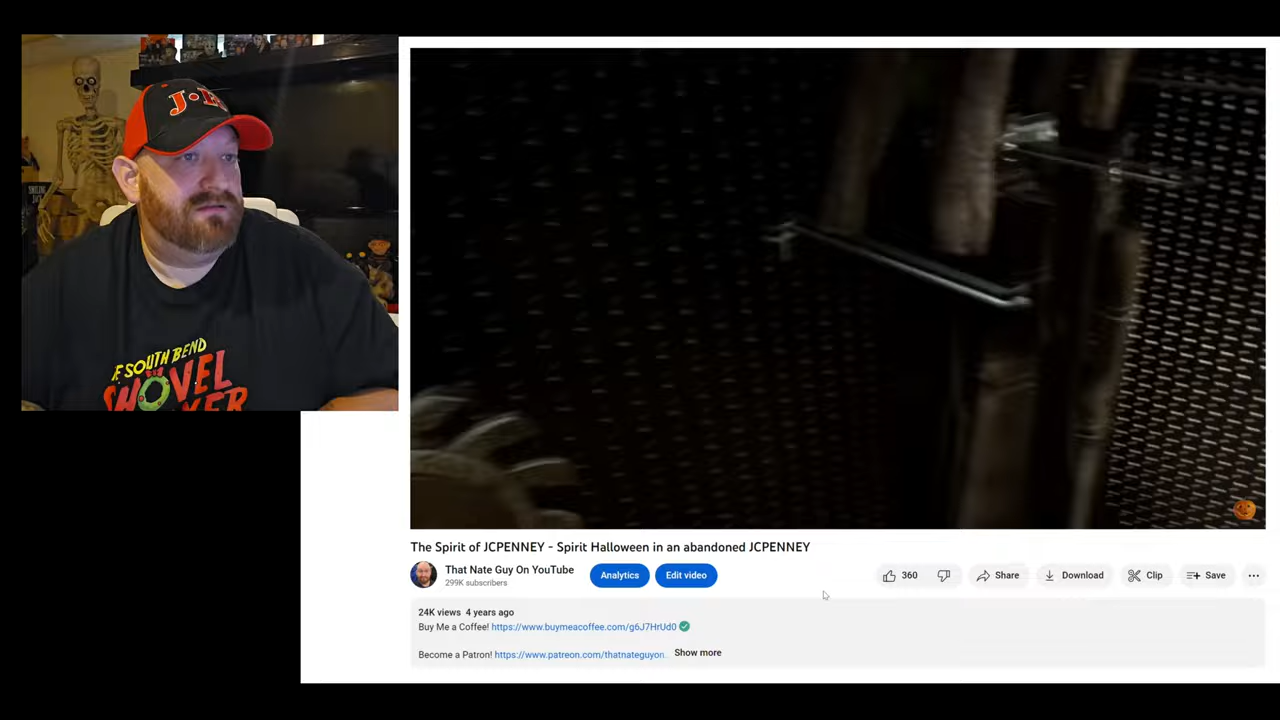 J.
SOUTH BEND
SHOVEL
The Spirit of JCPENNEY - Spirit Halloween in an abandoned JCPENNEY
That Nate Guy On YouTube
299K subscribers
Analytics
Edit video
360
Share
Download
Clip
Save
24K views 4 years ago
Buy Me a Coffee! https://www.buymeacoffee.com/g6J7HrUd0
Become a Patron! https://www.patreon.com/thatnateguyon...
Show more